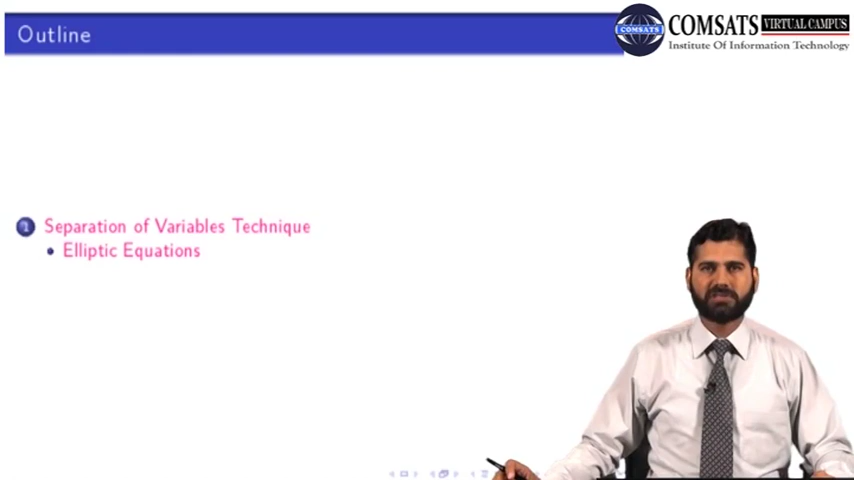 Outline
COMSATS
COMSATS VIRTUAL CAMPUS
Institute Of Information Technology
1 Separation of Variables Technique
• Elliptic Equations